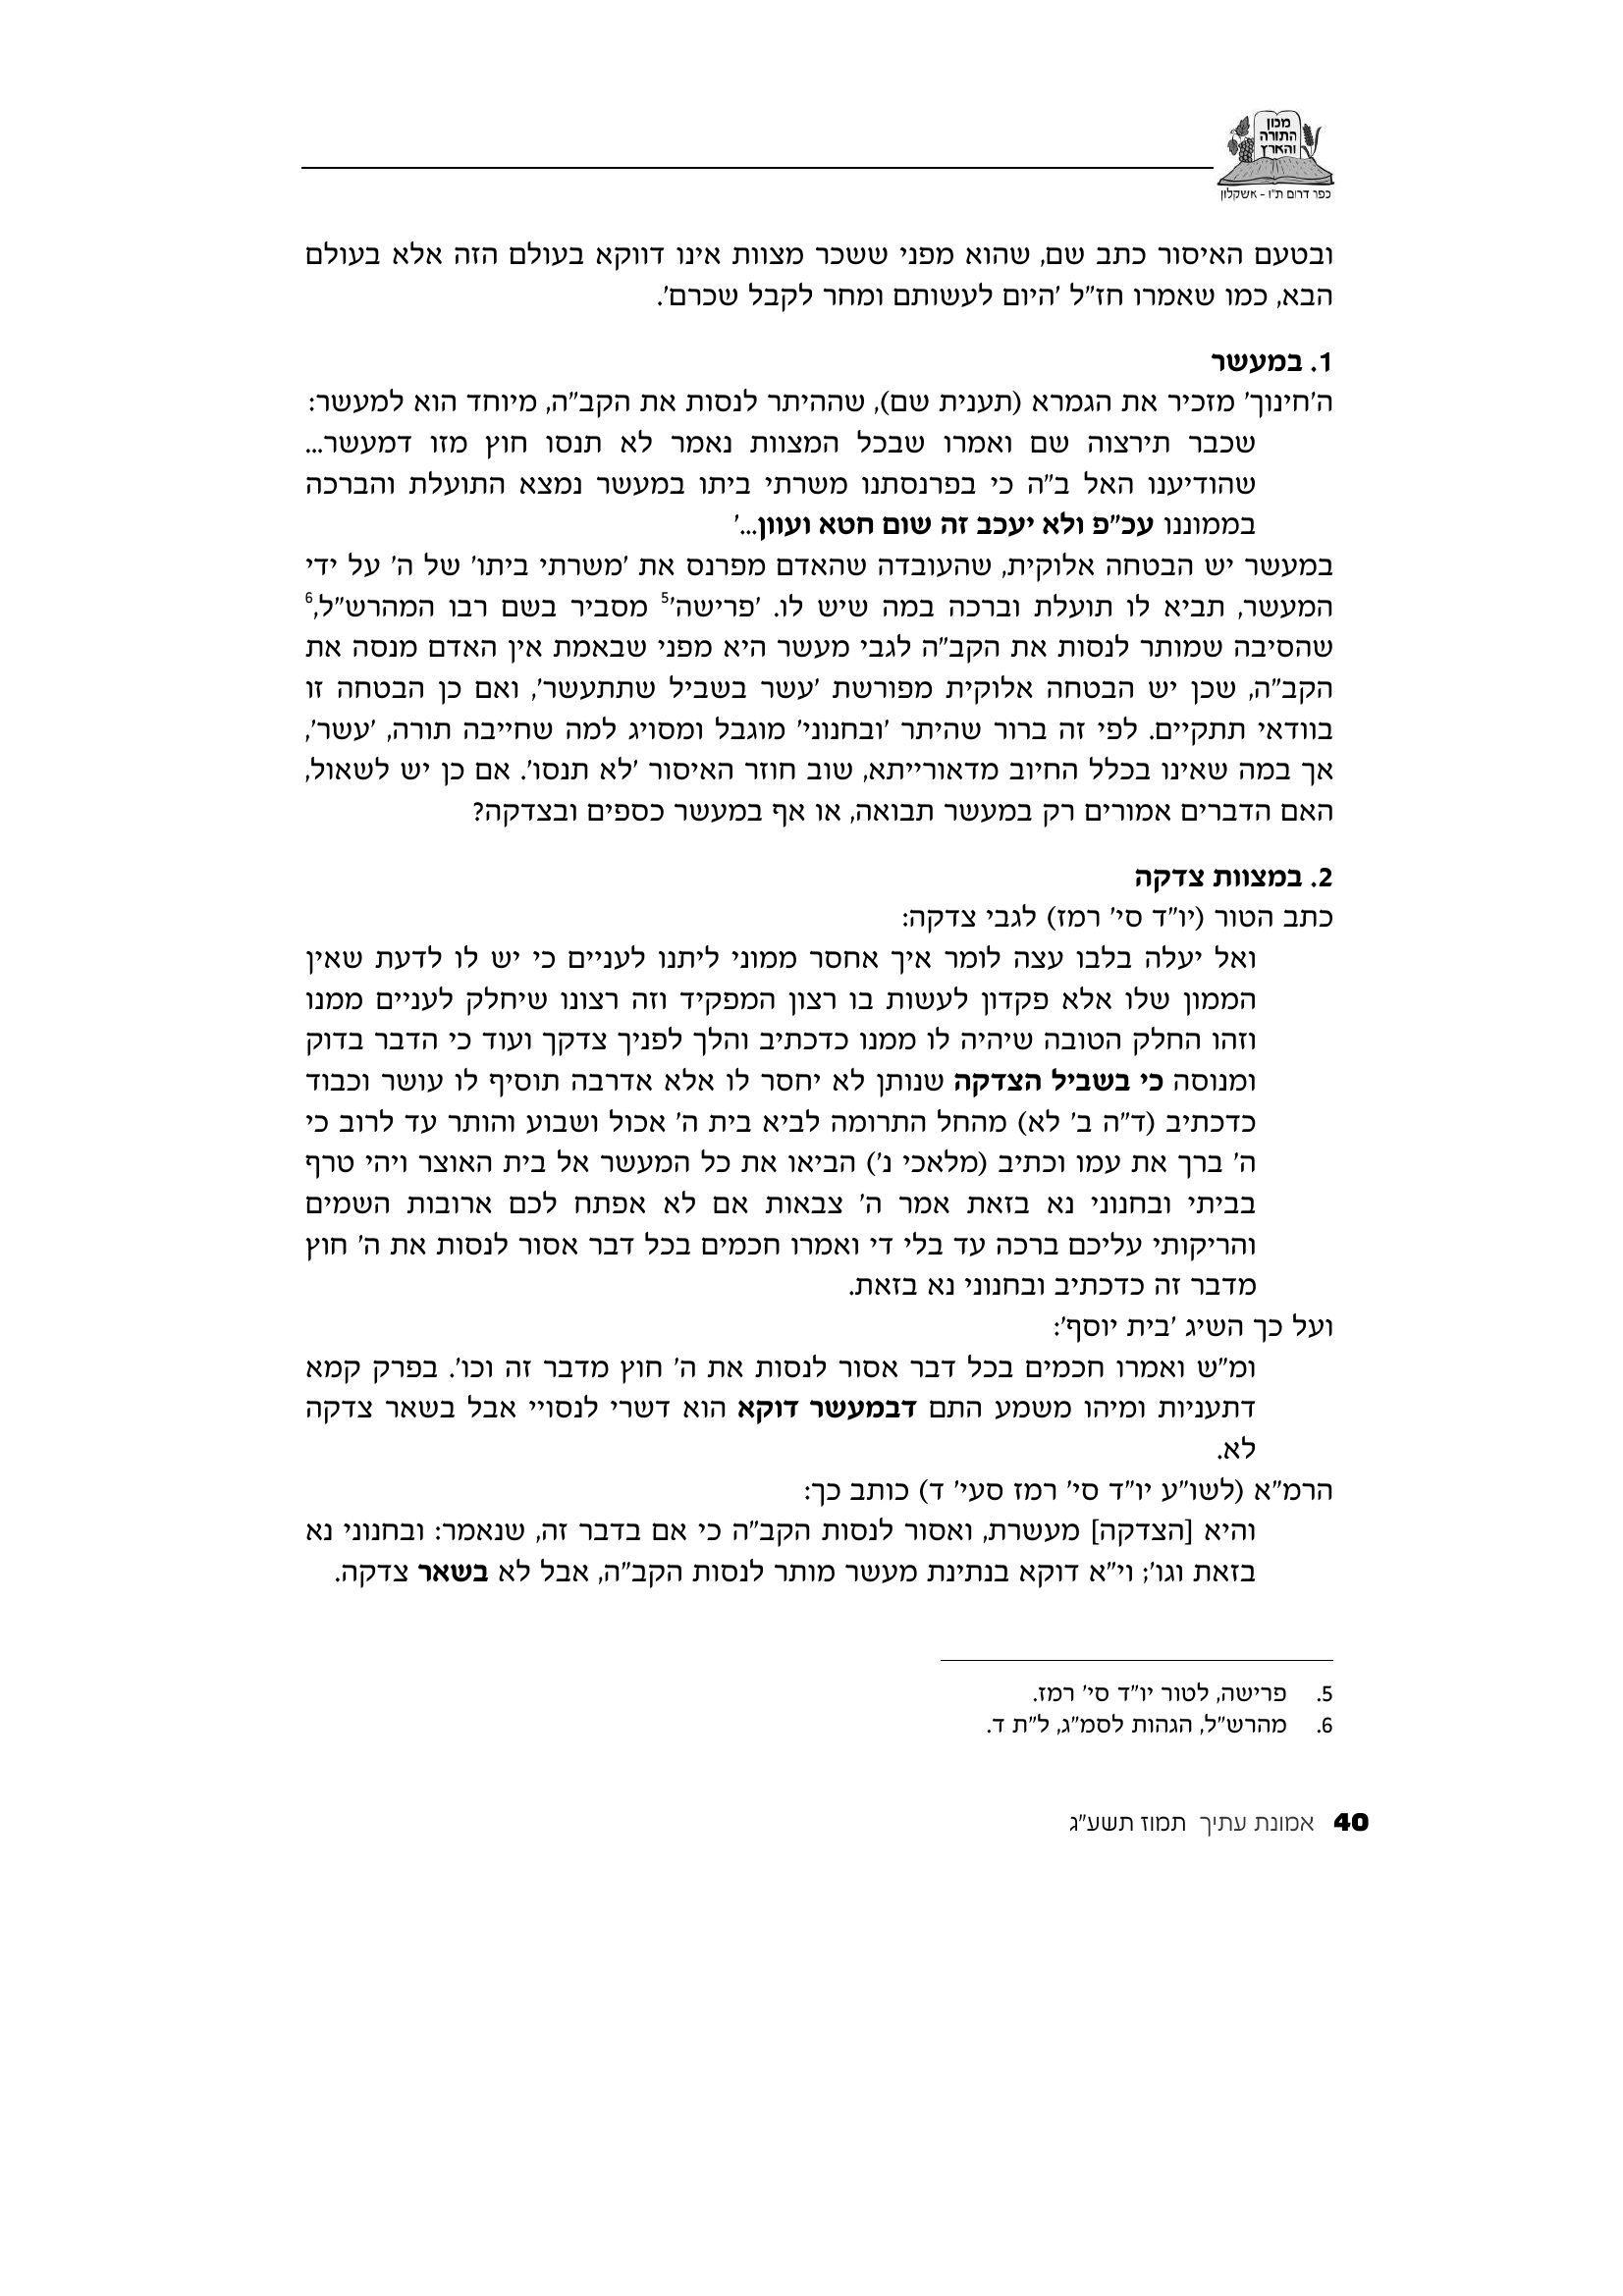 מכון
התורה
והארץ
כפר דרום ת"ו - אשקלון
ובטעם האיסור כתב שם, שהוא מפני ששכר מצוות אינו דווקא בעולם הזה אלא בעולם
הבא, כמו שאמרו חז"ל 'היום לעשותם ומחר לקבל שכרם'.
1. במעשר
ה'חינוך' מזכיר את הגמרא (תענית שם), שההיתר לנסות את הקב"ה, מיוחד הוא למעשר:
שכבר תירצוה שם ואמרו שבכל המצוות נאמר לא תנסו חוץ מזו דמעשר...
שהודיענו האל ב"ה כי בפרנסתנו משרתי ביתו במעשר נמצא התועלת והברכה
בממוננו עכ"פ ולא יעכב זה שום חטא ועוון...'
במעשר יש הבטחה אלוקית, שהעובדה שהאדם מפרנס את 'משרתי ביתו' של ה' על ידי
המעשר, תביא לו תועלת וברכה במה שיש לו. 'פרישה'5 מסביר בשם רבו המהרש"ל,6
שהסיבה שמותר לנסות את הקב"ה לגבי מעשר היא מפני שבאמת אין האדם מנסה את
הקב"ה, שכן יש הבטחה אלוקית מפורשת 'עשר בשביל שתתעשר', ואם כן הבטחה זו
בוודאי תתקיים. לפי זה ברור שהיתר 'ובחנוני' מוגבל ומסויג למה שחייבה תורה, 'עשר',
אך במה שאינו בכלל החיוב מדאורייתא, שוב חוזר האיסור 'לא תנסו'. אם כן יש לשאול,
האם הדברים אמורים רק במעשר תבואה, או אף במעשר כספים ובצדקה?
2. במצוות צדקה
כתב הטור (יו"ד סי' רמז) לגבי צדקה:
ואל יעלה בלבו עצה לומר איך אחסר ממוני ליתנו לעניים כי יש לו לדעת שאין
הממון שלו אלא פקדון לעשות בו רצון המפקיד וזה רצונו שיחלק לעניים ממנו
וזהו החלק הטובה שיהיה לו ממנו כדכתיב והלך לפניך צדקך ועוד כי הדבר בדוק
ומנוסה כי בשביל הצדקה שנותן לא יחסר לו אלא אדרבה תוסיף לו עושר וכבוד
כדכתיב (ד"ה ב' לא) מהחל התרומה לביא בית ה' אכול ושבוע והותר עד לרוב כי
ה' ברך את עמו וכתיב (מלאכי נ') הביאו את כל המעשר אל בית האוצר ויהי טרף
בביתי ובחנוני נא בזאת אמר ה' צבאות אם לא אפתח לכם ארובות השמים
והריקותי עליכם ברכה עד בלי די ואמרו חכמים בכל דבר אסור לנסות את ה' חוץ
מדבר זה כדכתיב ובחנוני נא בזאת.
ועל כך השיג 'בית יוסף':
ומ"ש ואמרו חכמים בכל דבר אסור לנסות את ה' חוץ מדבר זה וכו'. בפרק קמא
דתעניות ומיהו משמע התם דבמעשר דוקא הוא דשרי לנסויי אבל בשאר צדקה
לא.
הרמ"א (לשו"ע יו"ד סי' רמז סעי' ד) כותב כך:
והיא [הצדקה] מעשרת, ואסור לנסות הקב"ה כי אם בדבר זה, שנאמר: ובחנוני נא
בזאת וגו'; וי"א דוקא בנתינת מעשר מותר לנסות הקב"ה, אבל לא בשאר צדקה.
5. פרישה, לטור יו"ד סי' רמז.
6. מהרש"ל, הגהות לסמ"ג, ל"ת ד.
40 אמונת עתיך תמוז תשע"ג